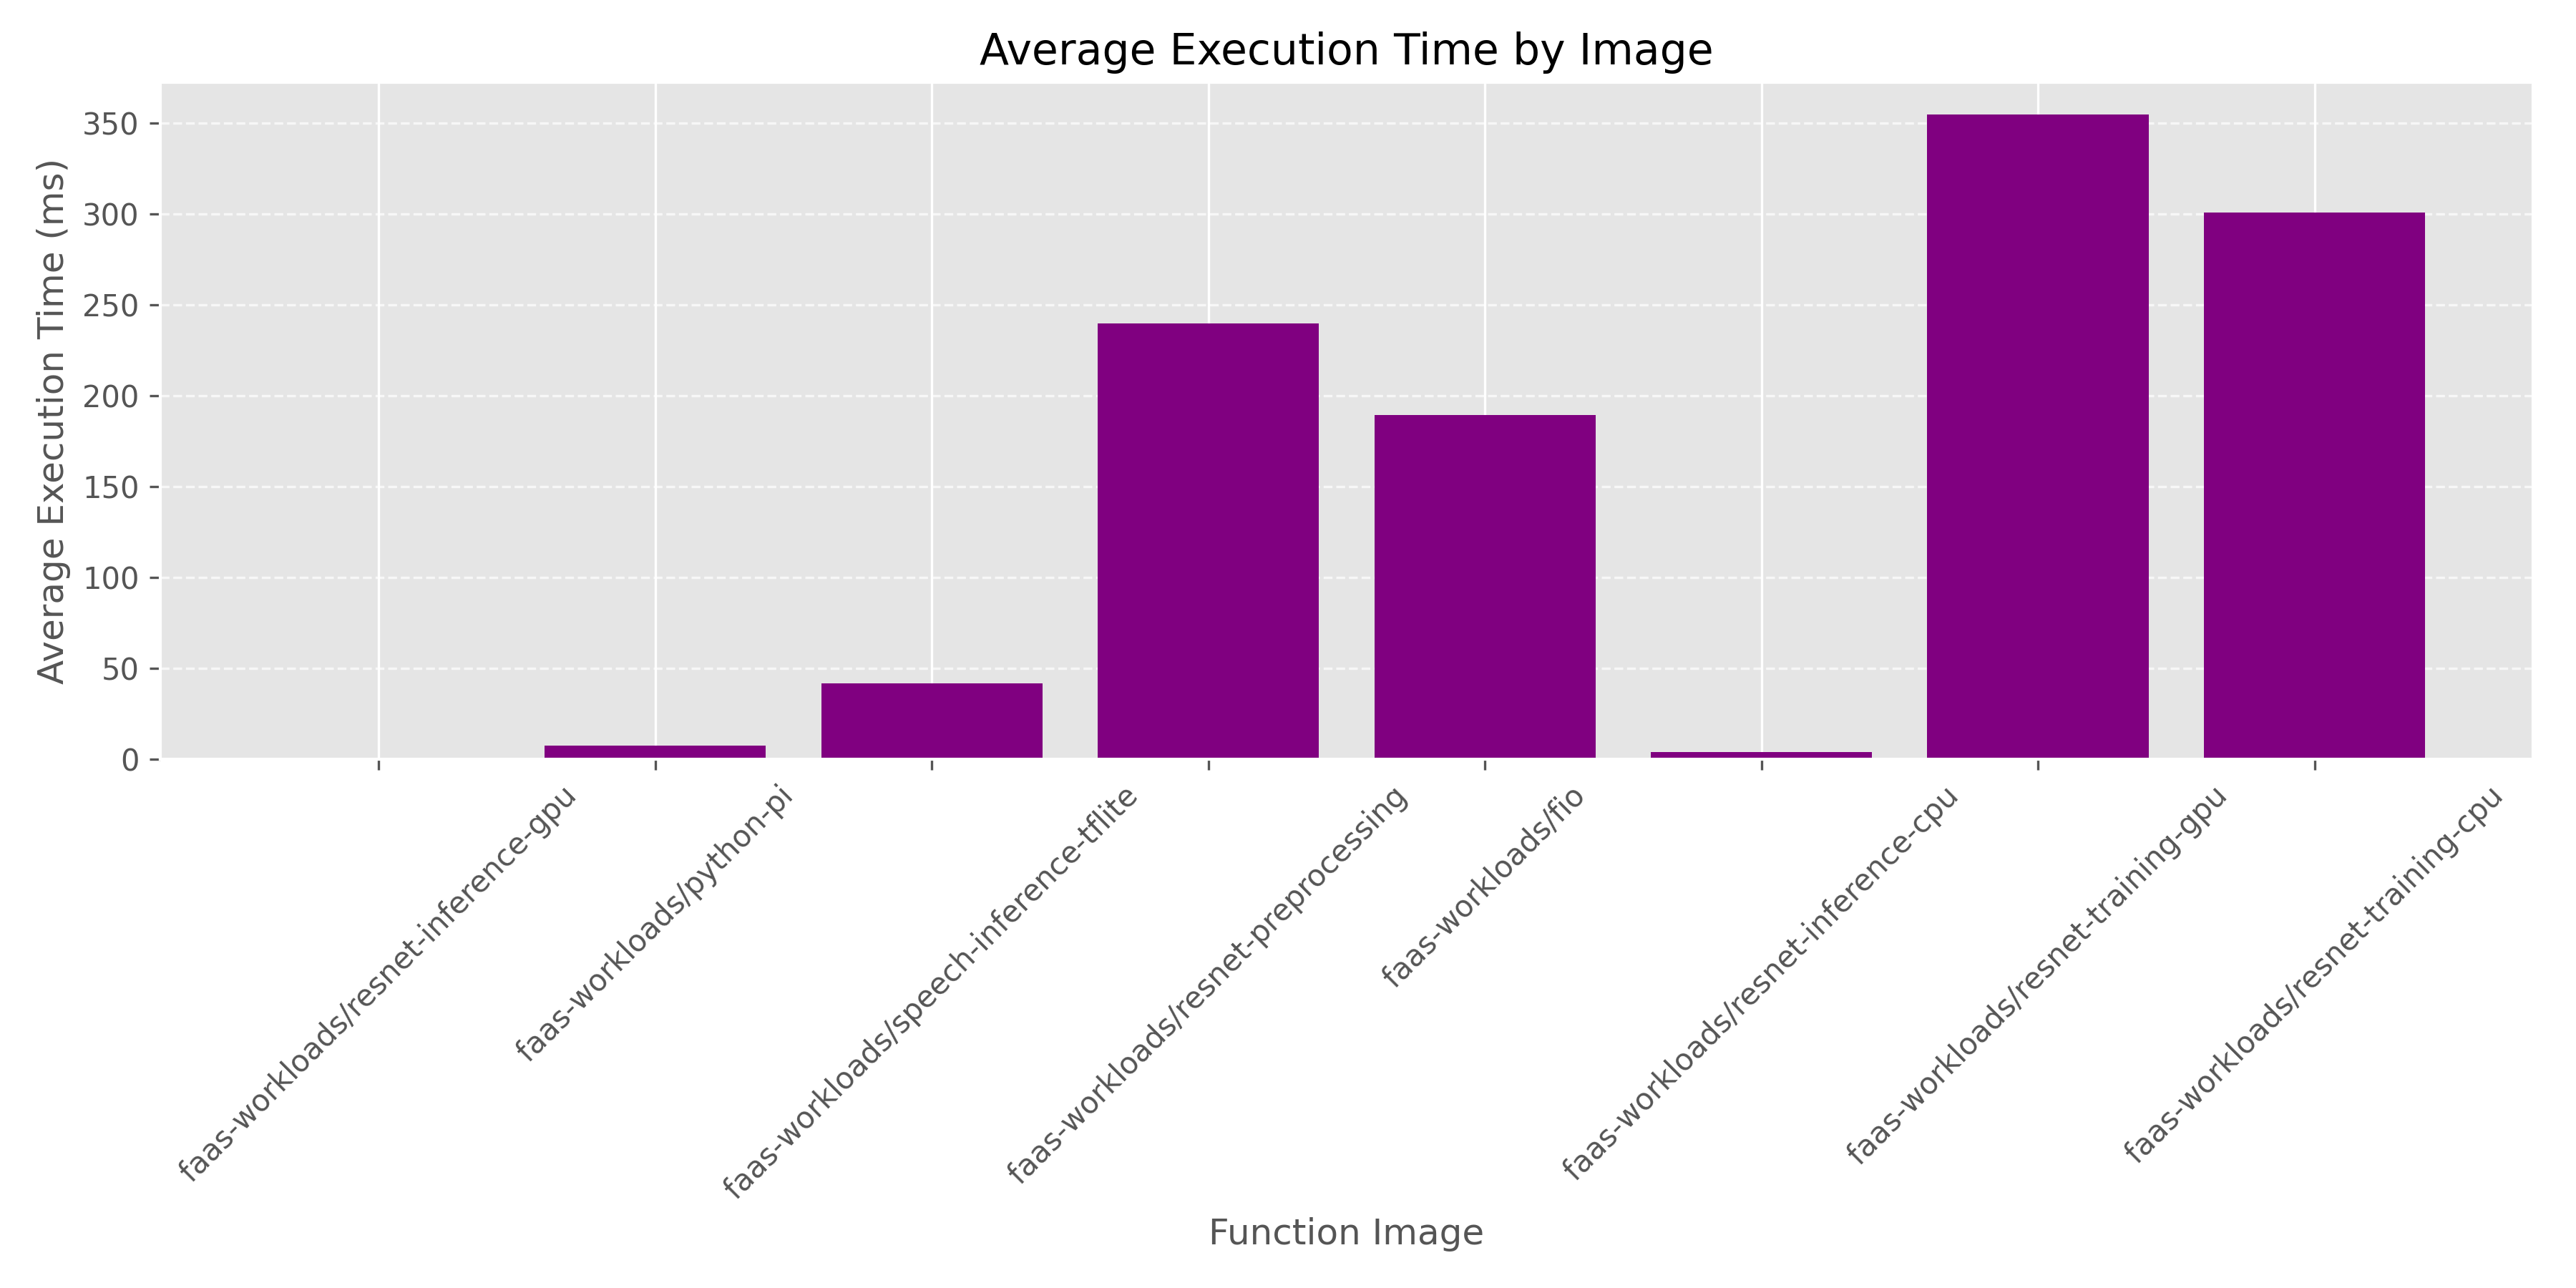 Average Execution Time by Image
Average Execution Time (ms)
350
300
250
200
150
100
50
0
faas-workloads/resnet-inference-gpu
faas-workloads/python-pi
faas-workloads/speech-inference-tflite
faas-workloads/resnet-preprocessing
faas-workloads/fio
faas-workloads/resnet-inference-cpu
faas-workloads/resnet-training-gpu
faas-workloads/resnet-training-cpu
Function Image